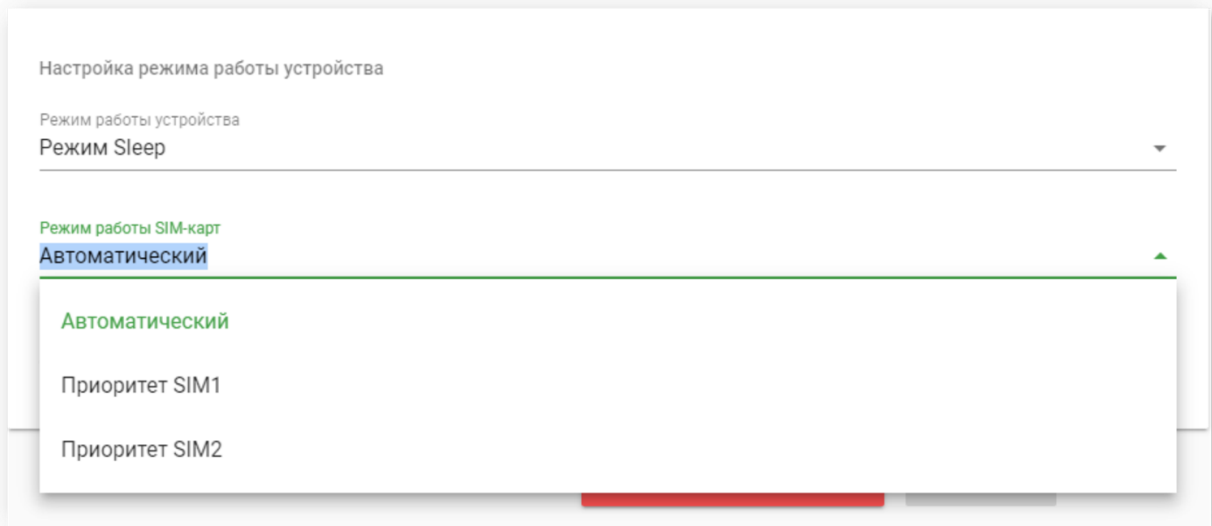 Настройка режима работы устройства
Режим работы устройства
Режим Sleep
Режим работы SIM-карт
Автоматический
Автоматический
Приоритет SIM1
Приоритет SIM2